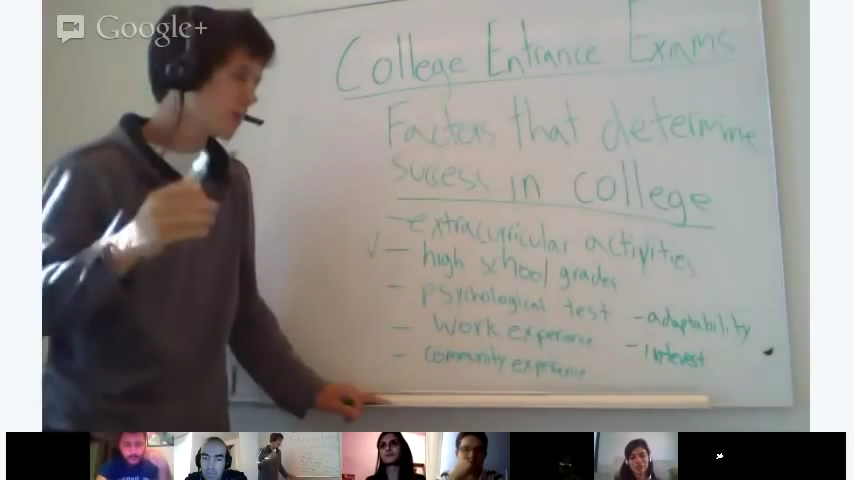 Google+
College Entrance Exams
Factors that determine
success in college
- extracurricular activities
✓ - high school grades
- psychological test - adaptability
- work experience - interest
- community experience